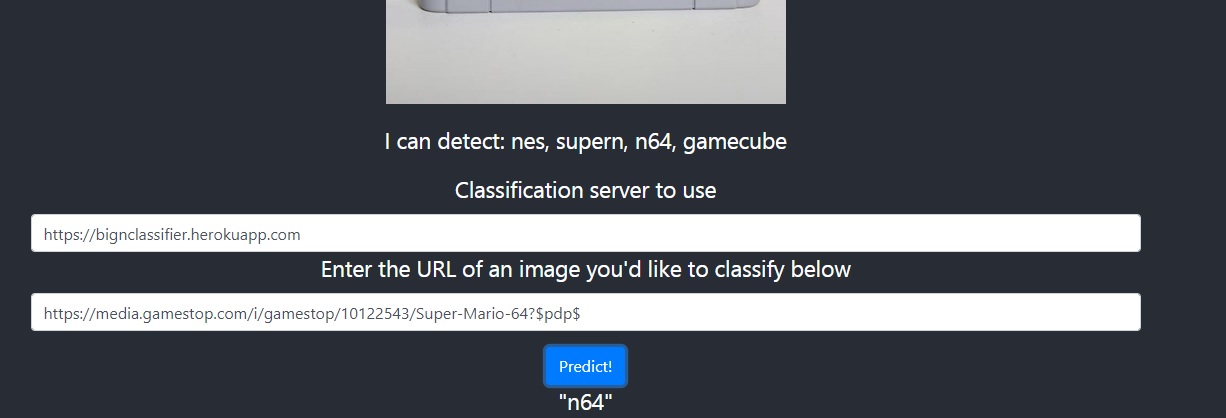 I can detect: nes, supern, n64, gamecube
Classification server to use
https://bignclassifier.herokuapp.com
Enter the URL of an image you'd like to classify below
https://media.gamestop.com/i/gamestop/10122543/Super-Mario-64?$pdp$
Predict!
"n64"